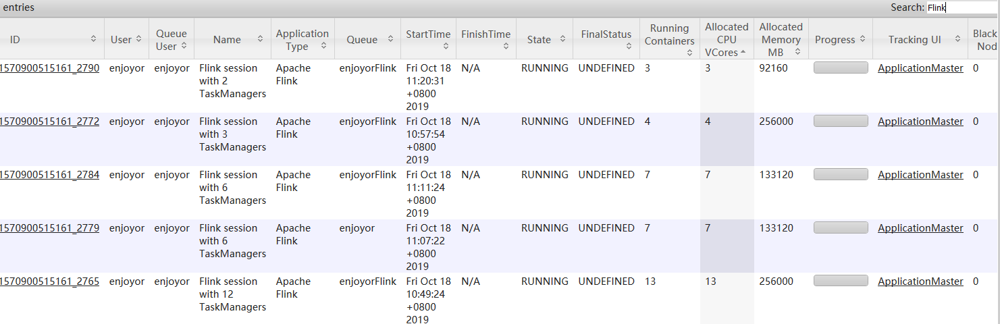 entries Search: Flink
ID User Queue User Name Application Type Queue StartTime FinishTime State FinalStatus Running Containers Allocated CPU VCores Allocated Memory MB Progress Tracking UI Black Nod
1570900515161_2790 enjoyor enjoyor Flink session with 2 TaskManagers Apache Flink enjoyorFlink Fri Oct 18 11:20:31 +0800 2019 N/A RUNNING UNDEFINED 3 3 92160 ApplicationMaster 0
1570900515161_2772 enjoyor enjoyor Flink session with 3 TaskManagers Apache Flink enjoyorFlink Fri Oct 18 10:57:54 +0800 2019 N/A RUNNING UNDEFINED 4 4 256000 ApplicationMaster 0
1570900515161_2784 enjoyor enjoyor Flink session with 6 TaskManagers Apache Flink enjoyorFlink Fri Oct 18 11:11:24 +0800 2019 N/A RUNNING UNDEFINED 7 7 133120 ApplicationMaster 0
1570900515161_2779 enjoyor enjoyor Flink session with 6 TaskManagers Apache Flink enjoyor Fri Oct 18 11:07:22 +0800 2019 N/A RUNNING UNDEFINED 7 7 133120 ApplicationMaster 0
1570900515161_2765 enjoyor enjoyor Flink session with 12 TaskManagers Apache Flink enjoyorFlink Fri Oct 18 10:49:24 +0800 2019 N/A RUNNING UNDEFINED 13 13 256000 ApplicationMaster 0